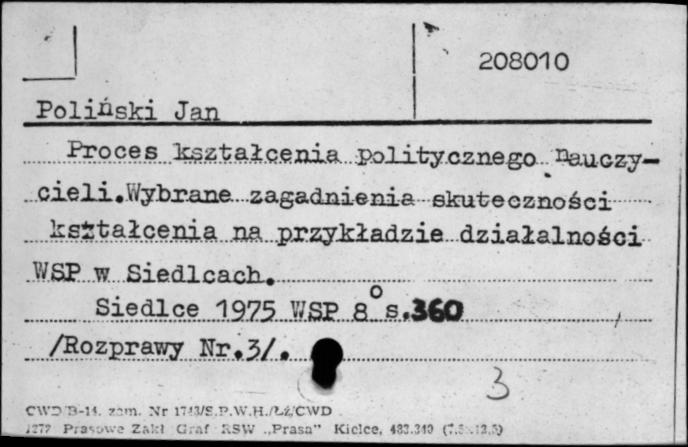 208010
Poliński Jan
Proces kształcenia politycznego nauczy-
cieli.Wybrane zagadnienia skuteczności
kształcenia na przykładzie działalności
WSP w Siedlcach.
Siedlce 1975 WSP 8° s.360
/Rozprawy Nr.3/.
3
CWD/B-14. zam. Nr 1743/S.P.W.H./Łź/CWD
Prasowe Zakł Graf RSW „Prasa" Kielce,